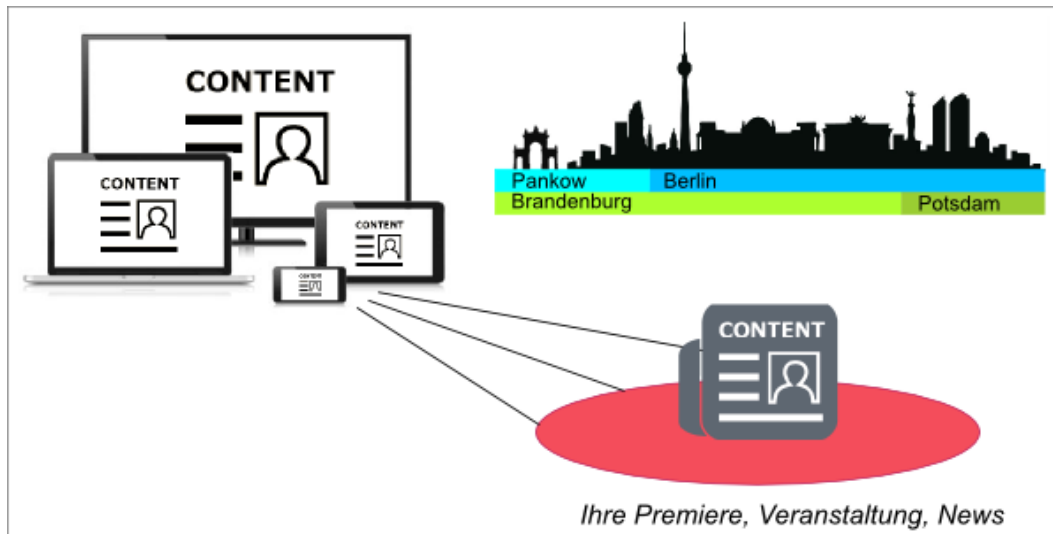 CONTENT
CONTENT
CONTENT
CONTENT
Pankow Berlin
Brandenburg Potsdam
CONTENT
Ihre Premiere, Veranstaltung, News